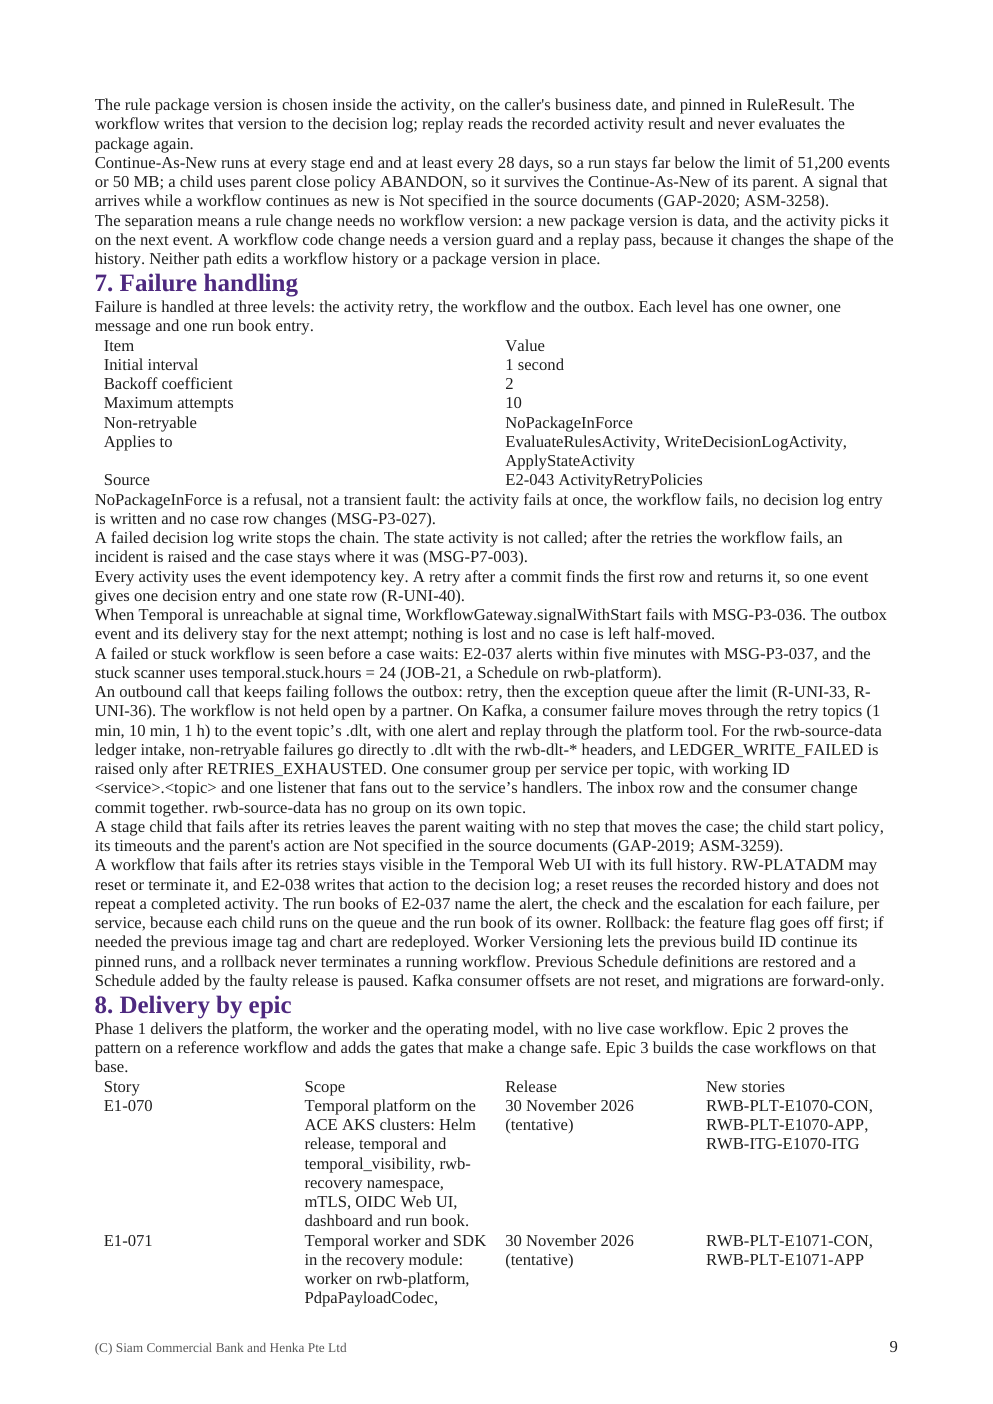 The rule package version is chosen inside the activity, on the caller's business date, and pinned in RuleResult. The
workflow writes that version to the decision log; replay reads the recorded activity result and never evaluates the
package again.
Continue-As-New runs at every stage end and at least every 28 days, so a run stays far below the limit of 51,200 events
or 50 MB; a child uses parent close policy ABANDON, so it survives the Continue-As-New of its parent. A signal that
arrives while a workflow continues as new is Not specified in the source documents (GAP-2020; ASM-3258).
The separation means a rule change needs no workflow version: a new package version is data, and the activity picks it
on the next event. A workflow code change needs a version guard and a replay pass, because it changes the shape of the
history. Neither path edits a workflow history or a package version in place.
7. Failure handling
Failure is handled at three levels: the activity retry, the workflow and the outbox. Each level has one owner, one
message and one run book entry.
Item Value
Initial interval 1 second
Backoff coefficient 2
Maximum attempts 10
Non-retryable NoPackageInForce
Applies to EvaluateRulesActivity, WriteDecisionLogActivity,
ApplyStateActivity
Source E2-043 ActivityRetryPolicies
NoPackageInForce is a refusal, not a transient fault: the activity fails at once, the workflow fails, no decision log entry
is written and no case row changes (MSG-P3-027).
A failed decision log write stops the chain. The state activity is not called; after the retries the workflow fails, an
incident is raised and the case stays where it was (MSG-P7-003).
Every activity uses the event idempotency key. A retry after a commit finds the first row and returns it, so one event
gives one decision entry and one state row (R-UNI-40).
When Temporal is unreachable at signal time, WorkflowGateway.signalWithStart fails with MSG-P3-036. The outbox
event and its delivery stay for the next attempt; nothing is lost and no case is left half-moved.
A failed or stuck workflow is seen before a case waits: E2-037 alerts within five minutes with MSG-P3-037, and the
stuck scanner uses temporal.stuck.hours = 24 (JOB-21, a Schedule on rwb-platform).
An outbound call that keeps failing follows the outbox: retry, then the exception queue after the limit (R-UNI-33, R-
UNI-36). The workflow is not held open by a partner. On Kafka, a consumer failure moves through the retry topics (1
min, 10 min, 1 h) to the event topic’s .dlt, with one alert and replay through the platform tool. For the rwb-source-data
ledger intake, non-retryable failures go directly to .dlt with the rwb-dlt-* headers, and LEDGER_WRITE_FAILED is
raised only after RETRIES_EXHAUSTED. One consumer group per service per topic, with working ID
<service>.<topic> and one listener that fans out to the service’s handlers. The inbox row and the consumer change
commit together. rwb-source-data has no group on its own topic.
A stage child that fails after its retries leaves the parent waiting with no step that moves the case; the child start policy,
its timeouts and the parent's action are Not specified in the source documents (GAP-2019; ASM-3259).
A workflow that fails after its retries stays visible in the Temporal Web UI with its full history. RW-PLATADM may
reset or terminate it, and E2-038 writes that action to the decision log; a reset reuses the recorded history and does not
repeat a completed activity. The run books of E2-037 name the alert, the check and the escalation for each failure, per
service, because each child runs on the queue and the run book of its owner. Rollback: the feature flag goes off first; if
needed the previous image tag and chart are redeployed. Worker Versioning lets the previous build ID continue its
pinned runs, and a rollback never terminates a running workflow. Previous Schedule definitions are restored and a
Schedule added by the faulty release is paused. Kafka consumer offsets are not reset, and migrations are forward-only.
8. Delivery by epic
Phase 1 delivers the platform, the worker and the operating model, with no live case workflow. Epic 2 proves the
pattern on a reference workflow and adds the gates that make a change safe. Epic 3 builds the case workflows on that
base.
Story Scope Release New stories
E1-070 Temporal platform on the 30 November 2026 RWB-PLT-E1070-CON,
ACE AKS clusters: Helm (tentative) RWB-PLT-E1070-APP,
release, temporal and RWB-ITG-E1070-ITG
temporal_visibility, rwb-
recovery namespace,
mTLS, OIDC Web UI,
dashboard and run book.
E1-071 Temporal worker and SDK 30 November 2026 RWB-PLT-E1071-CON,
in the recovery module: (tentative) RWB-PLT-E1071-APP
worker on rwb-platform,
PdpaPayloadCodec,
(C) Siam Commercial Bank and Henka Pte Ltd 9